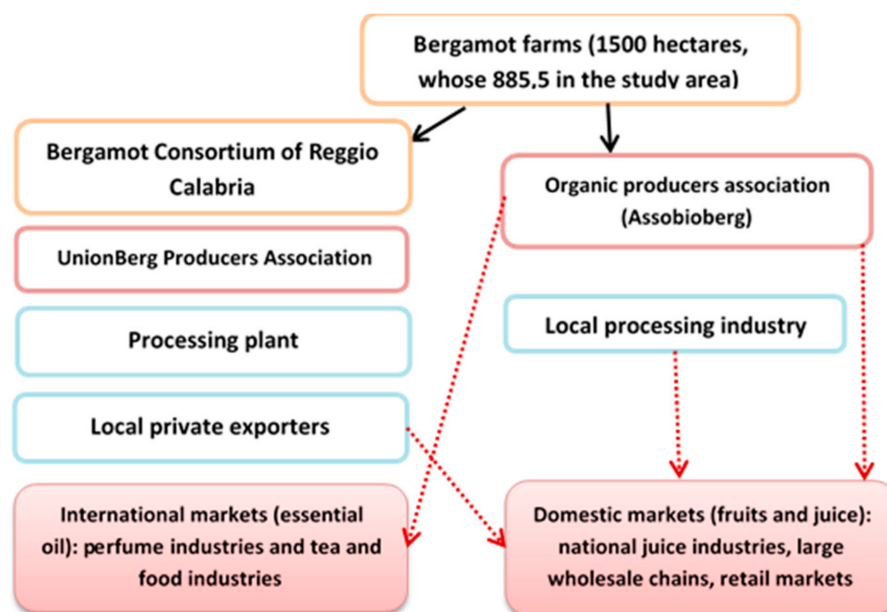 Bergamot farms (1500 hectares,
whose 885,5 in the study area)
Bergamot Consortium of Reggio
Calabria
Organic producers association
(Assobioberg)
UnionBerg Producers Association
Processing plant
Local processing industry
Local private exporters
International markets (essential
oil): perfume industries and tea and
food industries
Domestic markets (fruits and juice):
national juice industries, large
wholesale chains, retail markets